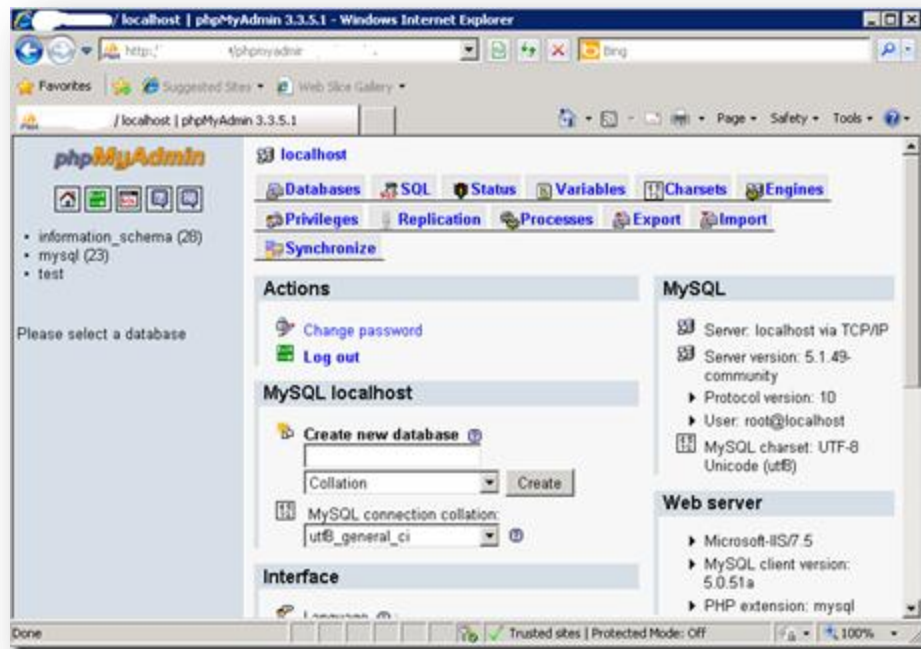 / localhost | phpMyAdmin 3.3.5.1 - Windows Internet Explorer
http://
Bing
Favorites Suggested Sites Web Slice Gallery
/ localhost | phpMyAdmin 3.3.5.1
Page Safety Tools
phpMyAdmin
information_schema (28)
mysql (23)
test
Please select a database
localhost
Databases SQL Status Variables Charsets Engines
Privileges Replication Processes Export Import
Synchronize
Actions
Change password
Log out
MySQL localhost
Create new database
Collation Create
MySQL connection collation:
utf8_general_ci
Interface
MySQL
Server: localhost via TCP/IP
Server version: 5.1.49-
community
Protocol version: 10
User: root@localhost
MySQL charset: UTF-8
Unicode (utf8)
Web server
Microsoft-IIS/7.5
MySQL client version:
5.0.51a
PHP extension: mysql
Done Trusted sites | Protected Mode: Off 100%